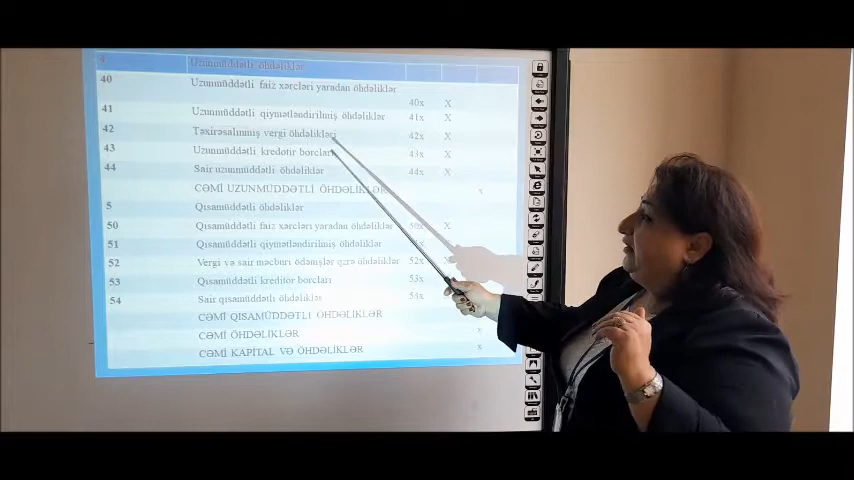 4 Uzunmüddətli öhdəliklər
40 Uzunmüddətli faiz xərcləri yaradan öhdəliklər 40x X
41 Uzunmüddətli qiymətləndirilmiş öhdəliklər 41x X
42 Təxirəsalınmış vergi öhdəlikləri 42x X
43 Uzunmüddətli kreditor borcları 43x X
44 Sair uzunmüddətli öhdəliklər 44x X
CƏMİ UZUNMÜDDƏTLİ ÖHDƏLİKLƏR x
5 Qısamüddətli öhdəliklər
50 Qısamüddətli faiz xərcləri yaradan öhdəliklər 50x X
51 Qısamüddətli qiymətləndirilmiş öhdəliklər
52 Vergi və sair məcburi ödənişlər üzrə öhdəliklər 52x
53 Qısamüddətli kreditor borcları 53x
54 Sair qısamüddətli öhdəliklər 54x X
CƏMİ QISAMÜDDƏTLİ ÖHDƏLİKLƏR
CƏMİ ÖHDƏLİKLƏR x
CƏMİ KAPİTAL VƏ ÖHDƏLİKLƏR x